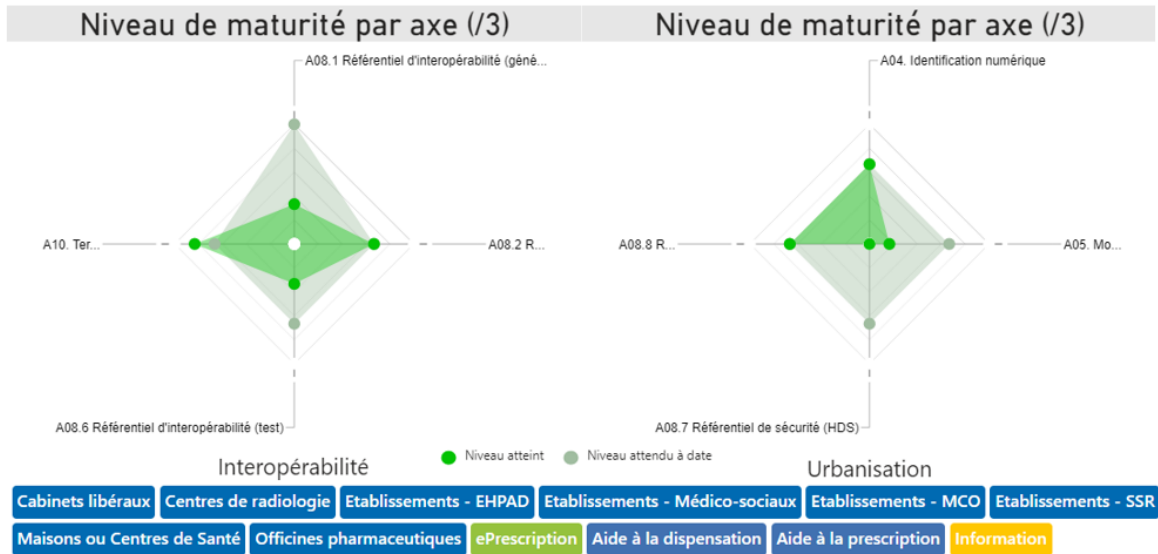 Niveau de maturité par axe (/3)
Niveau de maturité par axe (/3)
A08.1 Référentiel d'interopérabilité (géné...
A04. Identification numérique
A10. Ter...
A08.2 R...
A08.8 R...
A05. Mo...
A08.6 Référentiel d'interopérabilité (test)
A08.7 Référentiel de sécurité (HDS)
Interopérabilité
Niveau atteint
Niveau attendu à date
Urbanisation
Cabinets libéraux
Centres de radiologie
Etablissements - EHPAD
Etablissements - Médico-sociaux
Etablissements - MCO
Etablissements - SSR
Maisons ou Centres de Santé
Officines pharmaceutiques
ePrescription
Aide à la dispensation
Aide à la prescription
Information